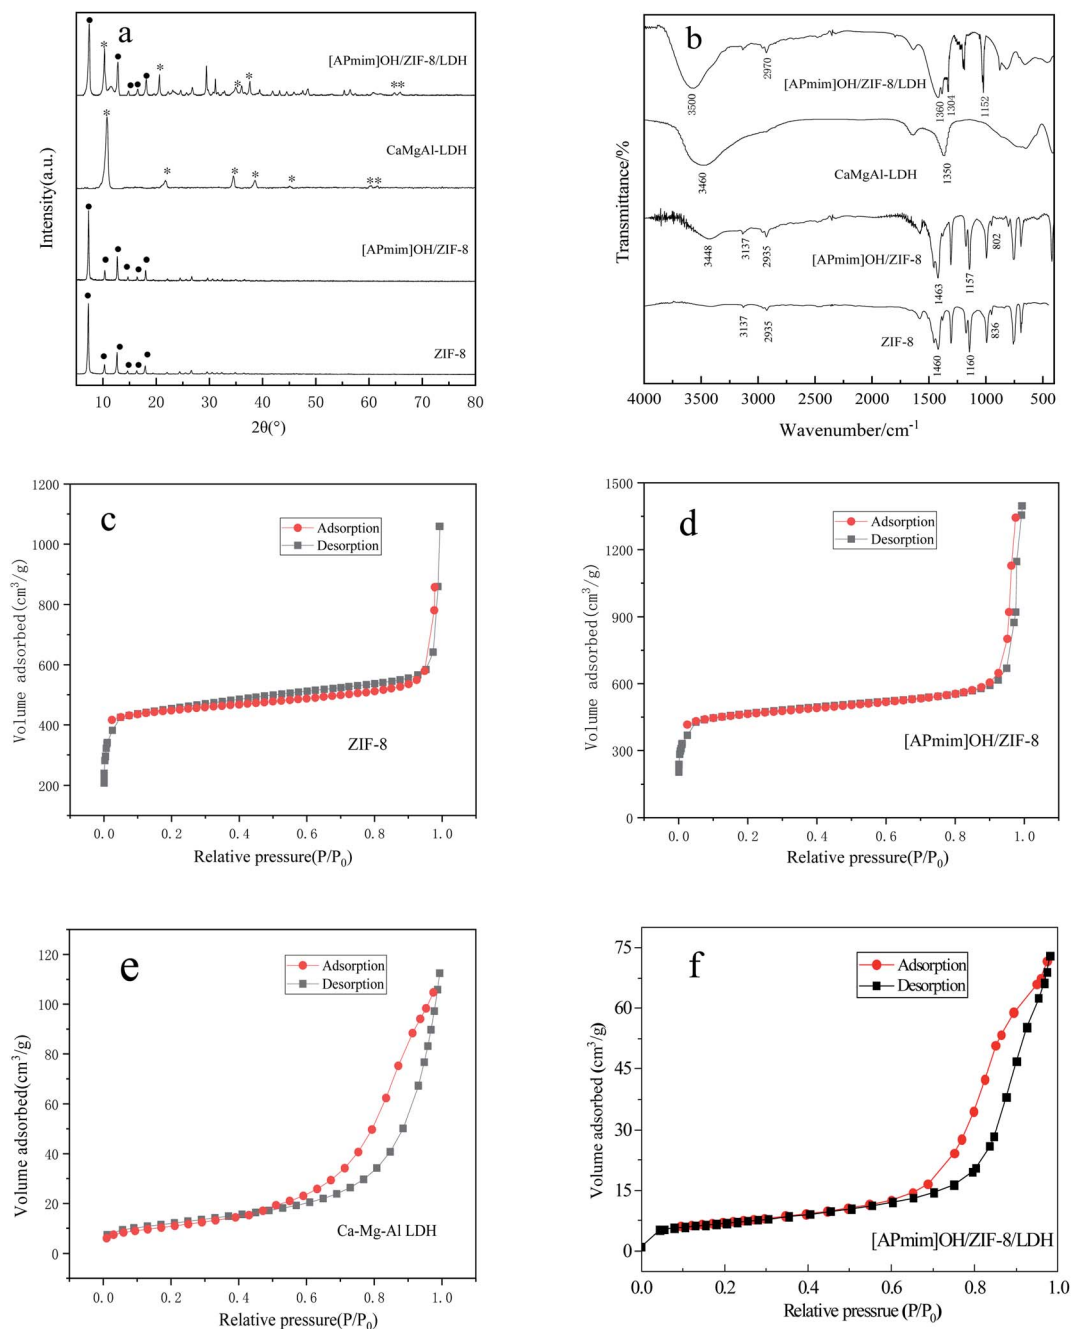 a
[APmim]OH/ZIF-8/LDH
CaMgAl-LDH
[APmim]OH/ZIF-8
ZIF-8
Intensity(a.u.)
10 20 30 40 50 60 70 80
2θ(°)
b
2970
[APmim]OH/ZIF-8/LDH
3500
1360
1304
1152
CaMgAl-LDH
3460
1350
3448
3137
2935
802
[APmim]OH/ZIF-8
1463
1157
3137
2935
836
ZIF-8
1460
1160
Transmittance/%
4000 3500 3000 2500 2000 1500 1000 500
Wavenumber/cm⁻¹
c
Adsorption
Desorption
ZIF-8
1200
1000
800
600
400
200
Volume adsorbed(cm³/g)
0.0 0.2 0.4 0.6 0.8 1.0
Relative pressure(P/P₀)
d
Adsorption
Desorption
[APmim]OH/ZIF-8
1500
1200
900
600
300
0
Volume adsorbed(cm³/g)
0.0 0.2 0.4 0.6 0.8 1.0
Relative pressure(P/P₀)
e
Adsorption
Desorption
Ca-Mg-Al LDH
120
100
80
60
40
20
0
Volume adsorbed(cm³/g)
0.0 0.2 0.4 0.6 0.8 1.0
Relative pressure(P/P₀)
f
Adsorption
Desorption
[APmim]OH/ZIF-8/LDH
75
60
45
30
15
0
Volume adsorbed (cm³/g)
0.0 0.2 0.4 0.6 0.8 1.0
Relative pressrue (P/P₀)